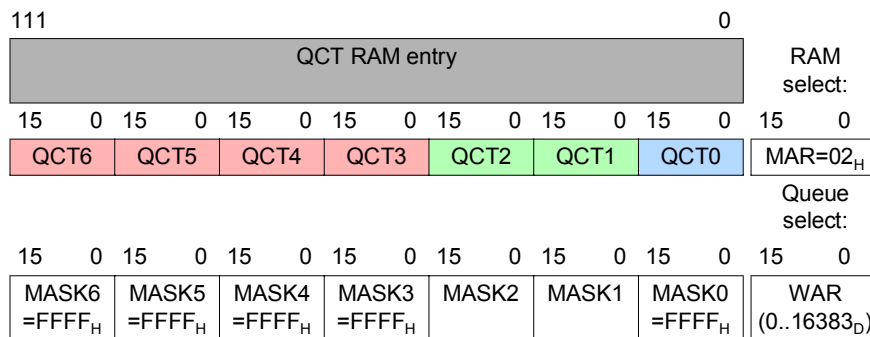 111 0
QCT RAM entry
RAM
select:
15 0 15 0 15 0 15 0 15 0 15 0 15 0 15 0
QCT6 QCT5 QCT4 QCT3 QCT2 QCT1 QCT0 MAR=02H
Queue
select:
15 0 15 0 15 0 15 0 15 0 15 0 15 0 15 0
MASK6 MASK5 MASK4 MASK3 MASK2 MASK1 MASK0 WAR
=FFFFH =FFFFH =FFFFH =FFFFH =FFFFH (0..16383D)